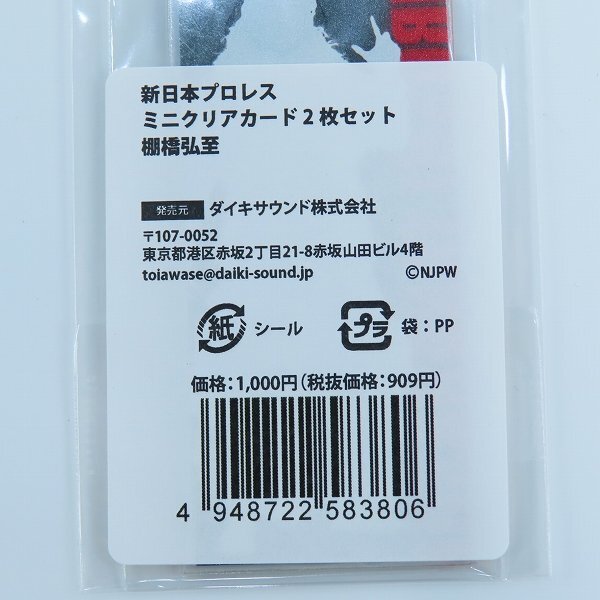 新日本プロレス
ミニクリアカード2枚セット
棚橋弘至
発売元 ダイキサウンド株式会社
〒107-0052
東京都港区赤坂2丁目21-8赤坂山田ビル4階
toiawase@daiki-sound.jp ©NJPW
紙 シール プラ 袋：PP
価格：1,000円（税抜価格：909円）
4 948722 583806